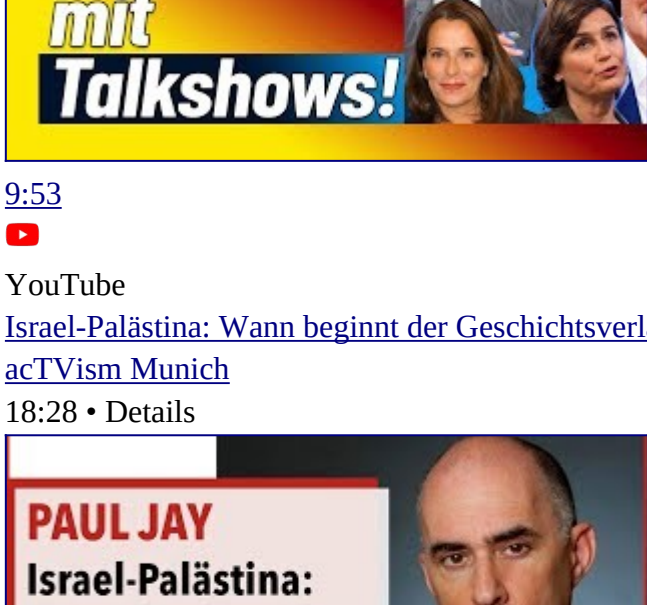 mit
Talkshows!
9:53
YouTube
Israel-Palästina: Wann beginnt der Geschichtsverl
acTVism Munich
18:28 • Details
PAUL JAY
Israel-Palästina: